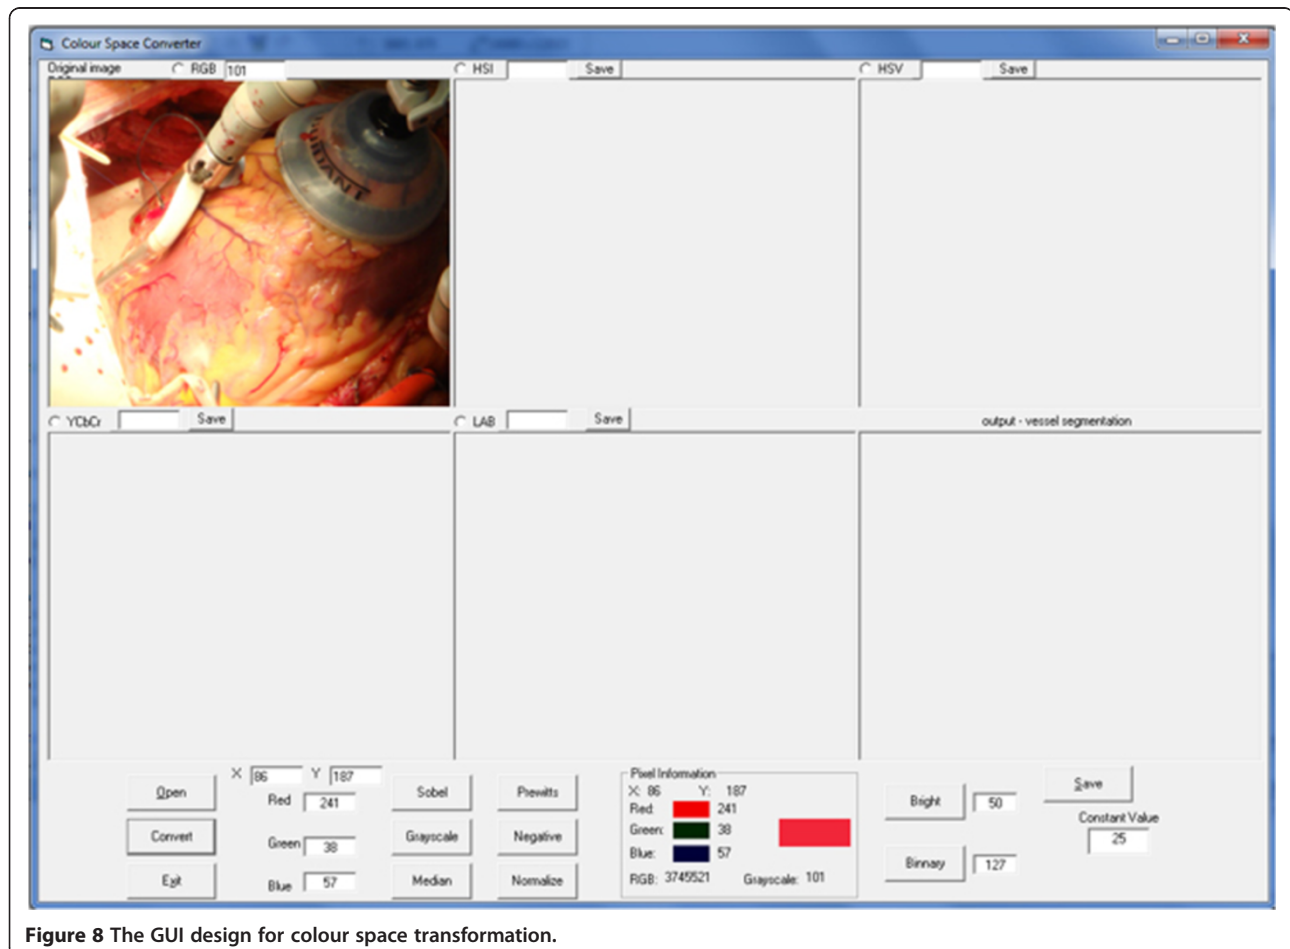 Colour Space Converter
Original image RGB 101 HSI Save HSV Save
GUIDANT
YCbCr Save LAB Save output - vessel segmentation
X 86 Y 187
Open Red 241 Sobel Prewitts
Convert Green 38 Grayscale Negative
Exit Blue 57 Median Normalize
Pixel Information
X: 86 Y: 187
Red: 241
Green: 38
Blue: 57
RGB: 3745521 Grayscale: 101
Bright 50
Binnary 127
Save
Constant Value
25
Figure 8 The GUI design for colour space transformation.